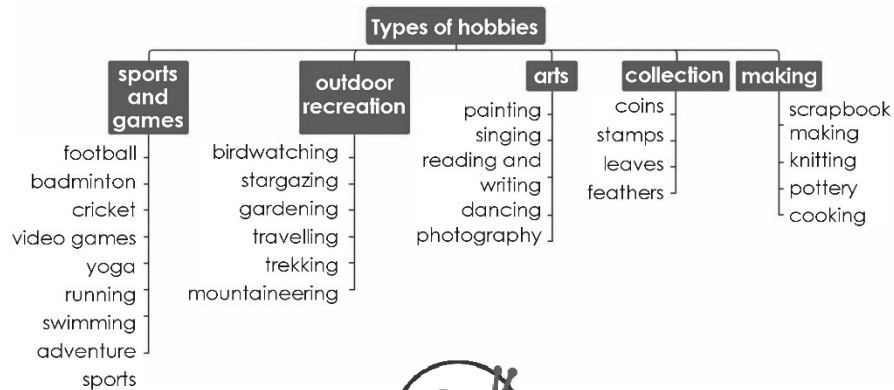 Types of hobbies
sports
and
games
football
badminton
cricket
video games
yoga
running
swimming
adventure
sports
outdoor
recreation
birdwatching
stargazing
gardening
travelling
trekking
mountaineering
arts
painting
singing
reading and
writing
dancing
photography
collection
coins
stamps
leaves
feathers
making
scrapbook
making
knitting
pottery
cooking